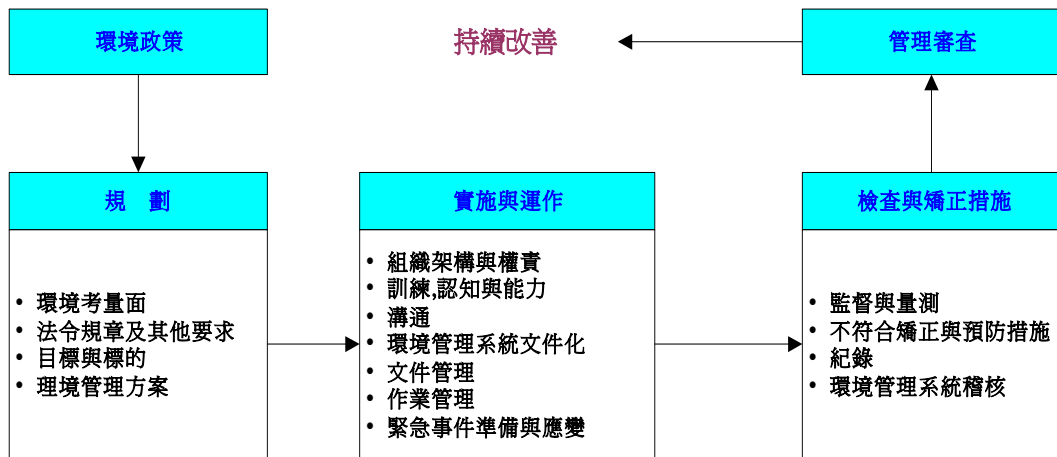 環境政策
持續改善
管理審查
規 劃
• 環境考量面
• 法令規章及其他要求
• 目標與標的
• 理境管理方案
實施與運作
• 組織架構與權責
• 訓練,認知與能力
• 溝通
• 環境管理系統文件化
• 文件管理
• 作業管理
• 緊急事件準備與應變
檢查與矯正措施
• 監督與量測
• 不符合矯正與預防措施
• 紀錄
• 環境管理系統稽核